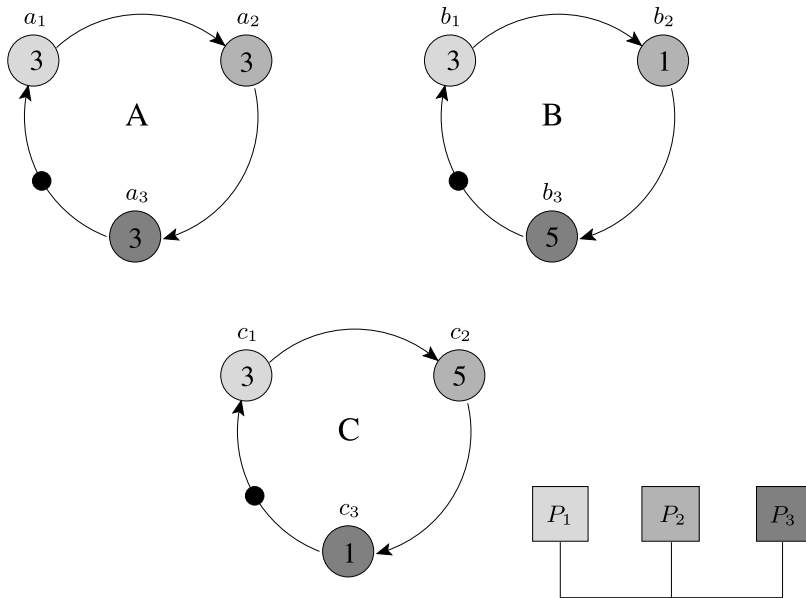 a₁ a₂ b₁ b₂
3 3 3 1
A B
a₃ b₃
3 5
c₁ c₂
3 5
C
c₃
P₁ P₂ P₃
1